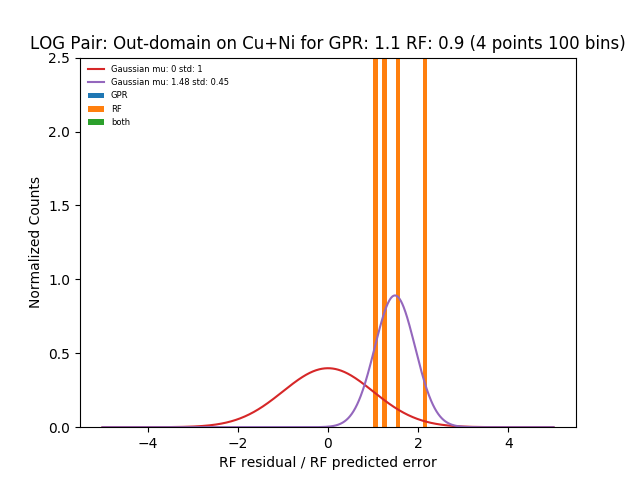 LOG Pair: Out-domain on Cu+Ni for GPR: 1.1 RF: 0.9 (4 points 100 bins)
Gaussian mu: 0 std: 1
Gaussian mu: 1.48 std: 0.45
GPR
RF
both
Normalized Counts
2.5
2.0
1.5
1.0
0.5
0.0
−4
−2
0
2
4
RF residual / RF predicted error